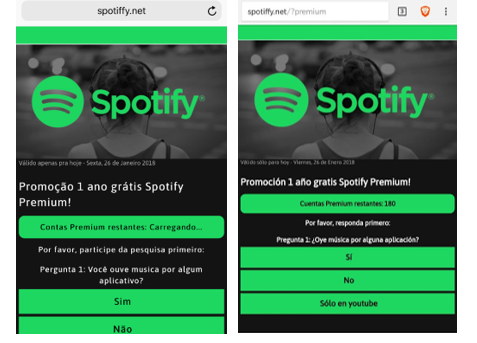 spotiffy.net
Spotify®
Válido apenas pra hoje - Sexta, 26 de Janeiro 2018
Promoção 1 ano grátis Spotify
Premium!
Contas Premium restantes: Carregando...
Por favor, participe da pesquisa primeiro:
Pergunta 1: Você ouve musica por algum
aplicativo?
Sim
Não
spotiffy.net/?premium
3
Spotify®
Válido sólo para hoy - Viernes, 26 de Enero 2018
Promoción 1 año gratis Spotify Premium!
Cuentas Premium restantes: 180
Por favor, responda primero:
Pregunta 1: ¿Oye música por alguna aplicación?
Sí
No
Sólo en youtube